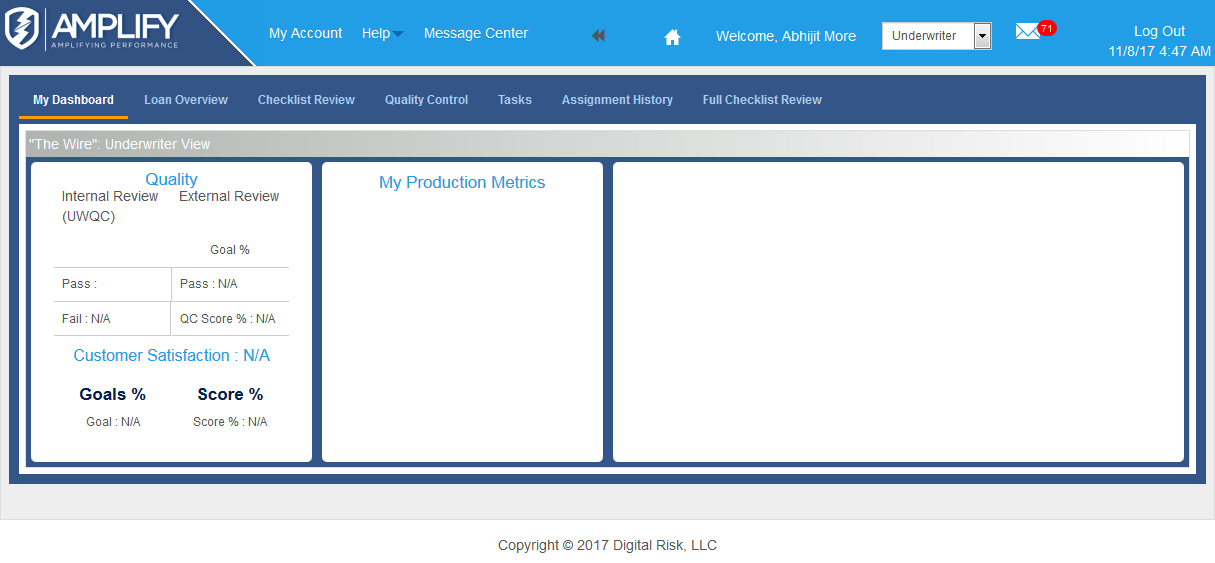 AMPLIFY
AMPLIFYING PERFORMANCE
My Account Help Message Center Welcome, Abhijit More Underwriter 71 Log Out
11/8/17 4:47 AM
My Dashboard Loan Overview Checklist Review Quality Control Tasks Assignment History Full Checklist Review
"The Wire": Underwriter View
Quality
Internal Review (UWQC)
External Review
Goal %
Pass : Pass : N/A
Fail : N/A QC Score % : N/A
Customer Satisfaction : N/A
Goals % Score %
Goal : N/A Score % : N/A
My Production Metrics
Copyright © 2017 Digital Risk, LLC